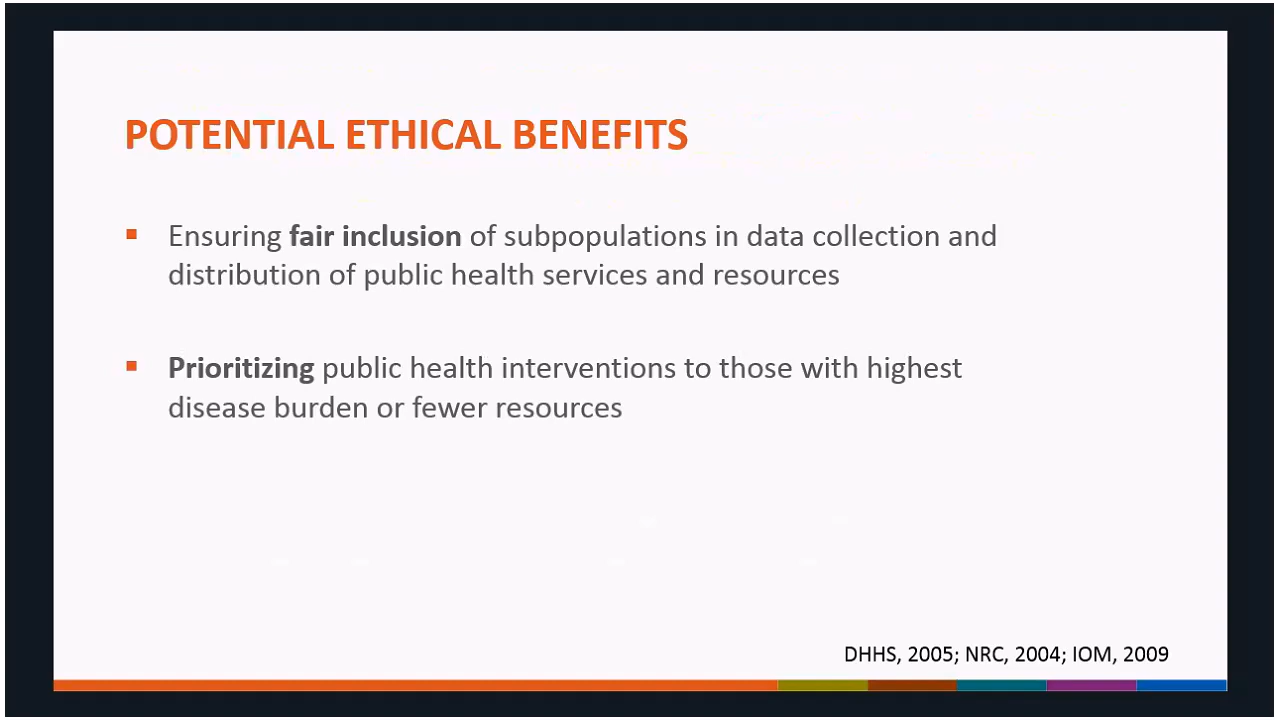 POTENTIAL ETHICAL BENEFITS
▪ Ensuring fair inclusion of subpopulations in data collection and
distribution of public health services and resources
▪ Prioritizing public health interventions to those with highest
disease burden or fewer resources
DHHS, 2005; NRC, 2004; IOM, 2009